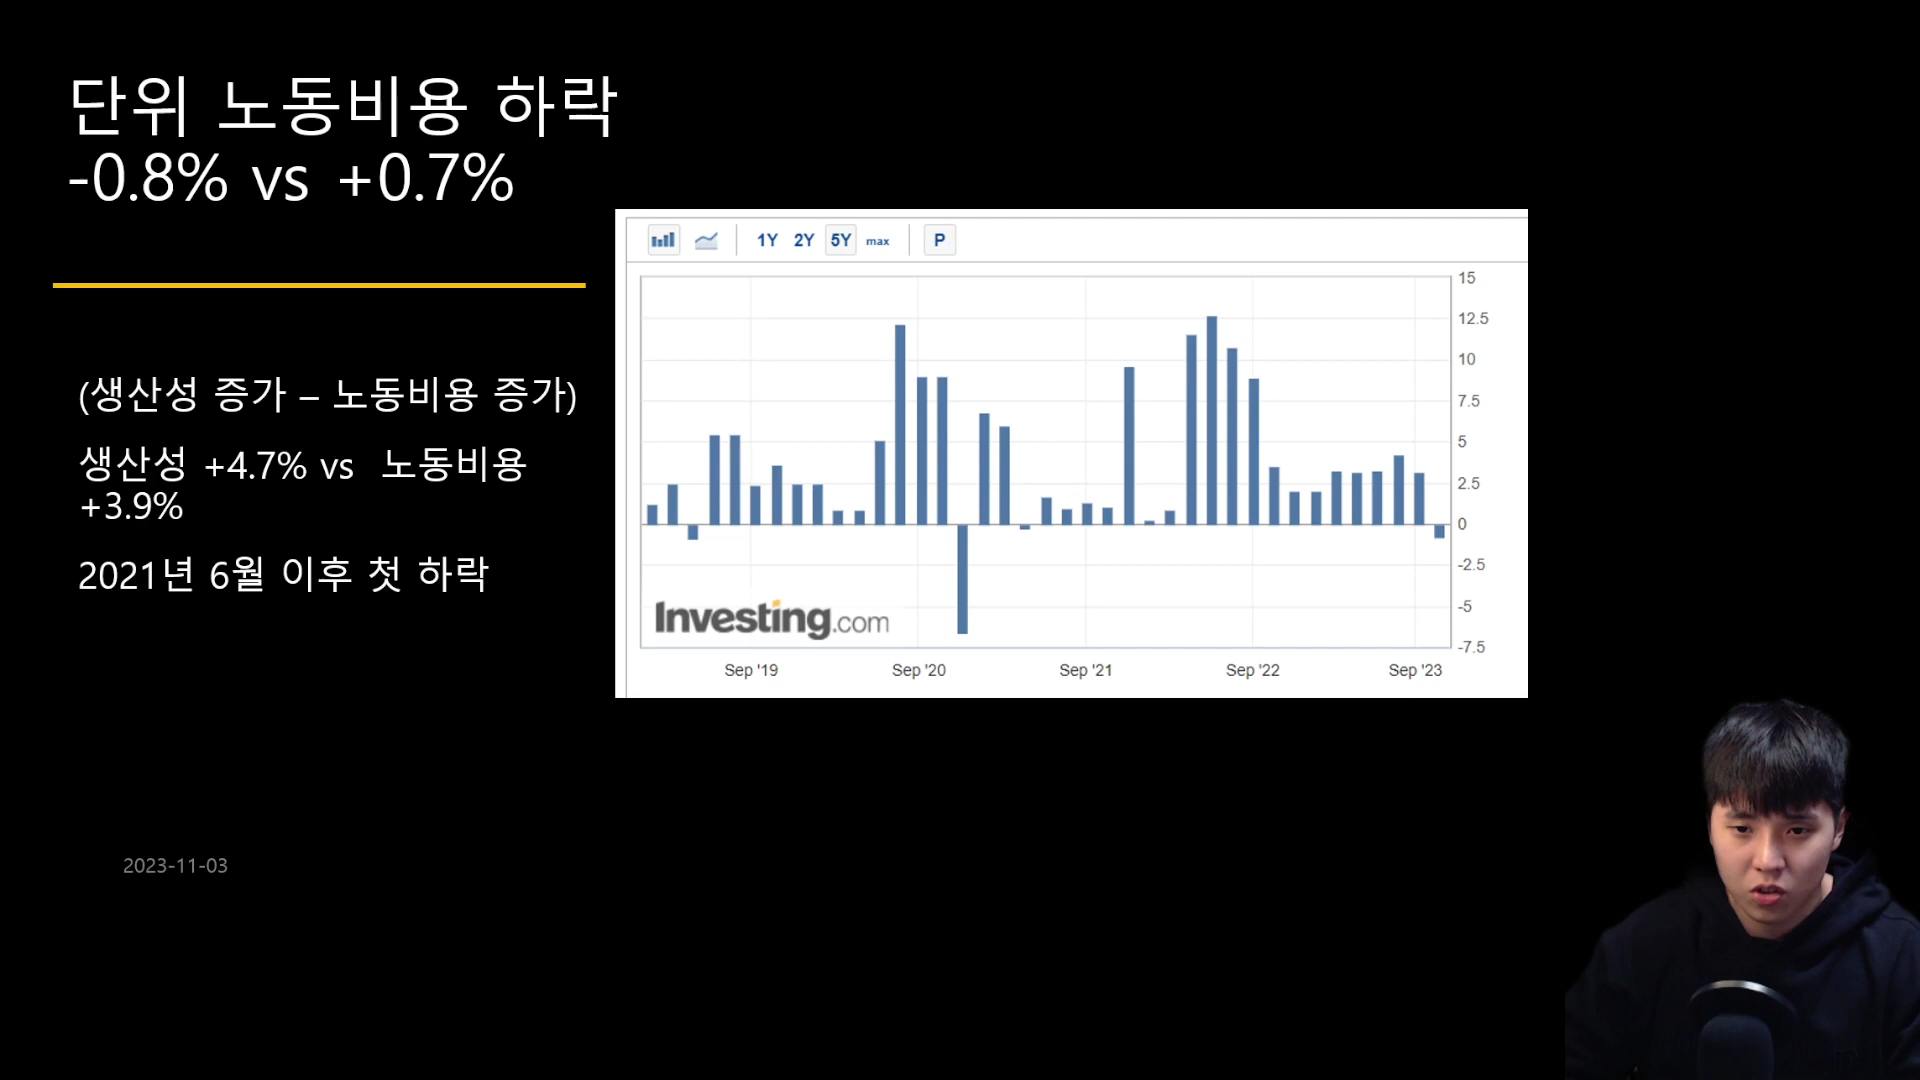 단위 노동비용 하락
-0.8% vs +0.7%
(생산성 증가 – 노동비용 증가)
생산성 +4.7% vs 노동비용
+3.9%
2021년 6월 이후 첫 하락
2023-11-03
1Y 2Y 5Y max P
15
12.5
10
7.5
5
2.5
0
-2.5
-5
-7.5
Investing.com
Sep '19 Sep '20 Sep '21 Sep '22 Sep '23